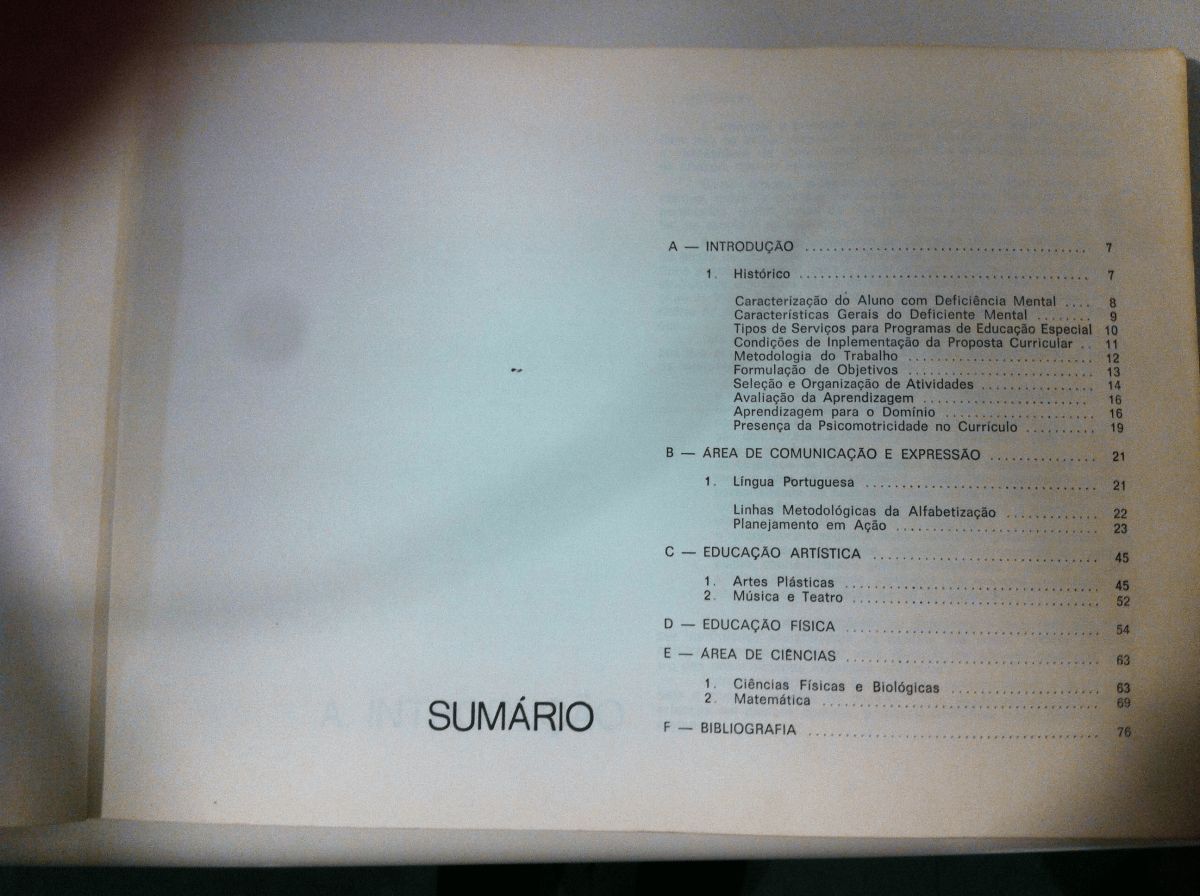 SUMÁRIO
A — INTRODUÇÃO ........................................ 7
1. Histórico ........................................ 7
Caracterização do Aluno com Deficiência Mental .... 8
Características Gerais do Deficiente Mental ........ 9
Tipos de Serviços para Programas de Educação Especial 10
Condições de Inplementação da Proposta Curricular .. 11
Metodologia do Trabalho .......................... 12
Formulação de Objetivos .......................... 13
Seleção e Organização de Atividades ................ 14
Avaliação da Aprendizagem ........................ 16
Aprendizagem para o Domínio ...................... 16
Presença da Psicomotricidade no Currículo .......... 19
B — ÁREA DE COMUNICAÇÃO E EXPRESSÃO .............. 21
1. Língua Portuguesa ................................ 21
Linhas Metodológicas da Alfabetização ............. 22
Planejamento em Ação ............................ 23
C — EDUCAÇÃO ARTÍSTICA ............................. 45
1. Artes Plásticas ................................... 45
2. Música e Teatro ................................... 52
D — EDUCAÇÃO FÍSICA ................................. 54
E — ÁREA DE CIÊNCIAS ................................ 63
1. Ciências Físicas e Biológicas ..................... 63
2. Matemática ....................................... 69
F — BIBLIOGRAFIA ..................................... 76